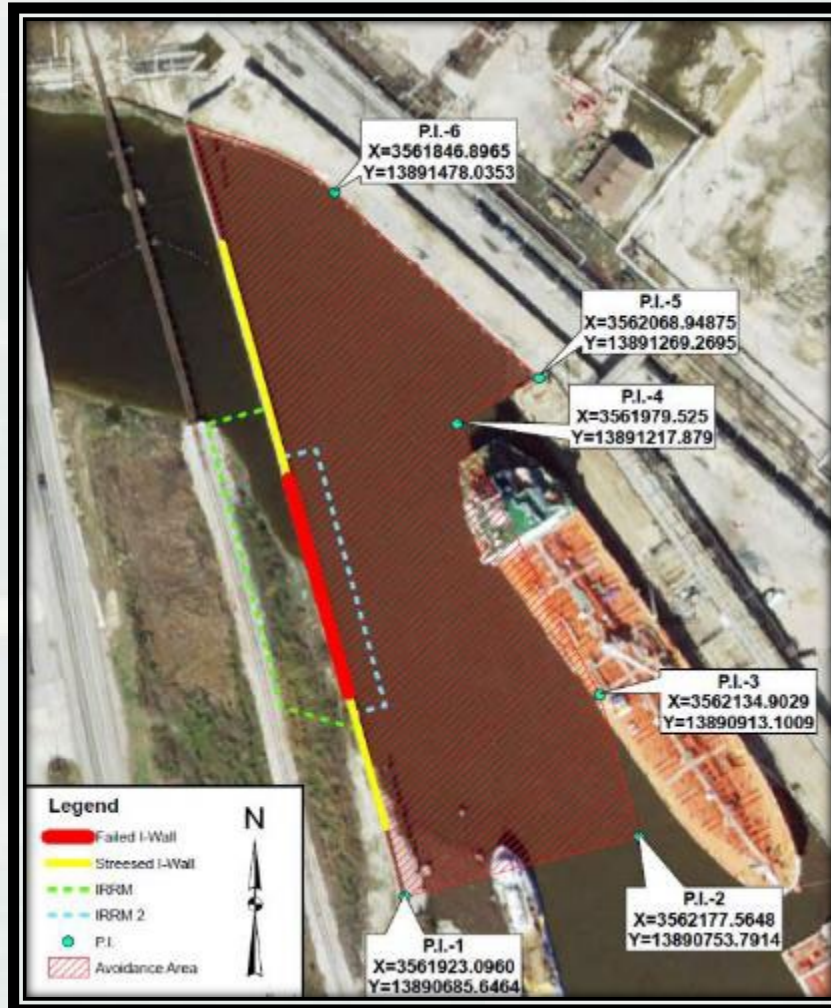 P.I.-6
X=3561846.8965
Y=13891478.0353
P.I.-5
X=3562068.94875
Y=13891269.2695
P.I.-4
X=3561979.525
Y=13891217.879
P.I.-3
X=3562134.9029
Y=13890913.1009
P.I.-2
X=3562177.5648
Y=13890753.7914
P.I.-1
X=3561923.0960
Y=13890685.6464
Legend
N
Failed I-Wall
Streesed I-Wall
IRRM
IRRM 2
P.I.
Avoidance Area